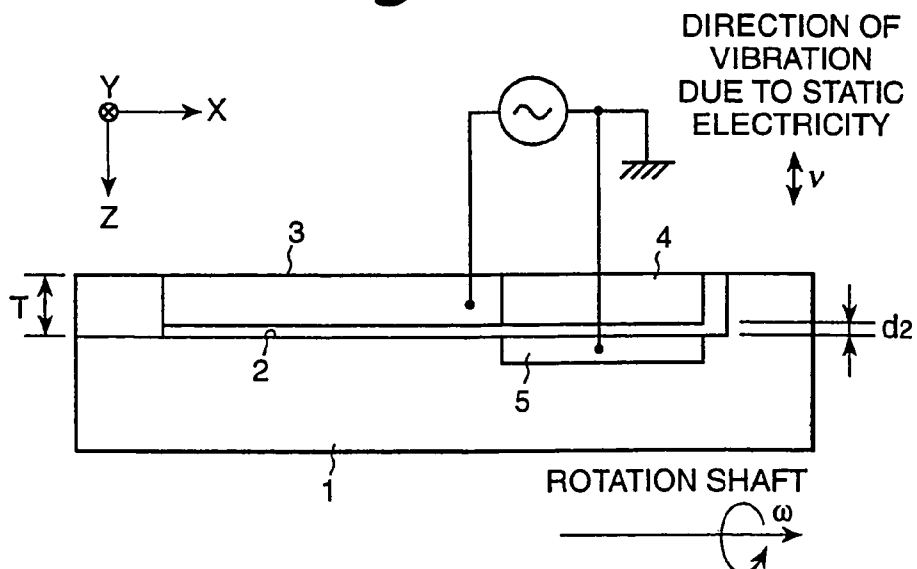 DIRECTION OF
VIBRATION
DUE TO STATIC
ELECTRICITY
ν
Y
X
Z
3
4
T
2
d2
5
1
ROTATION SHAFT
ω